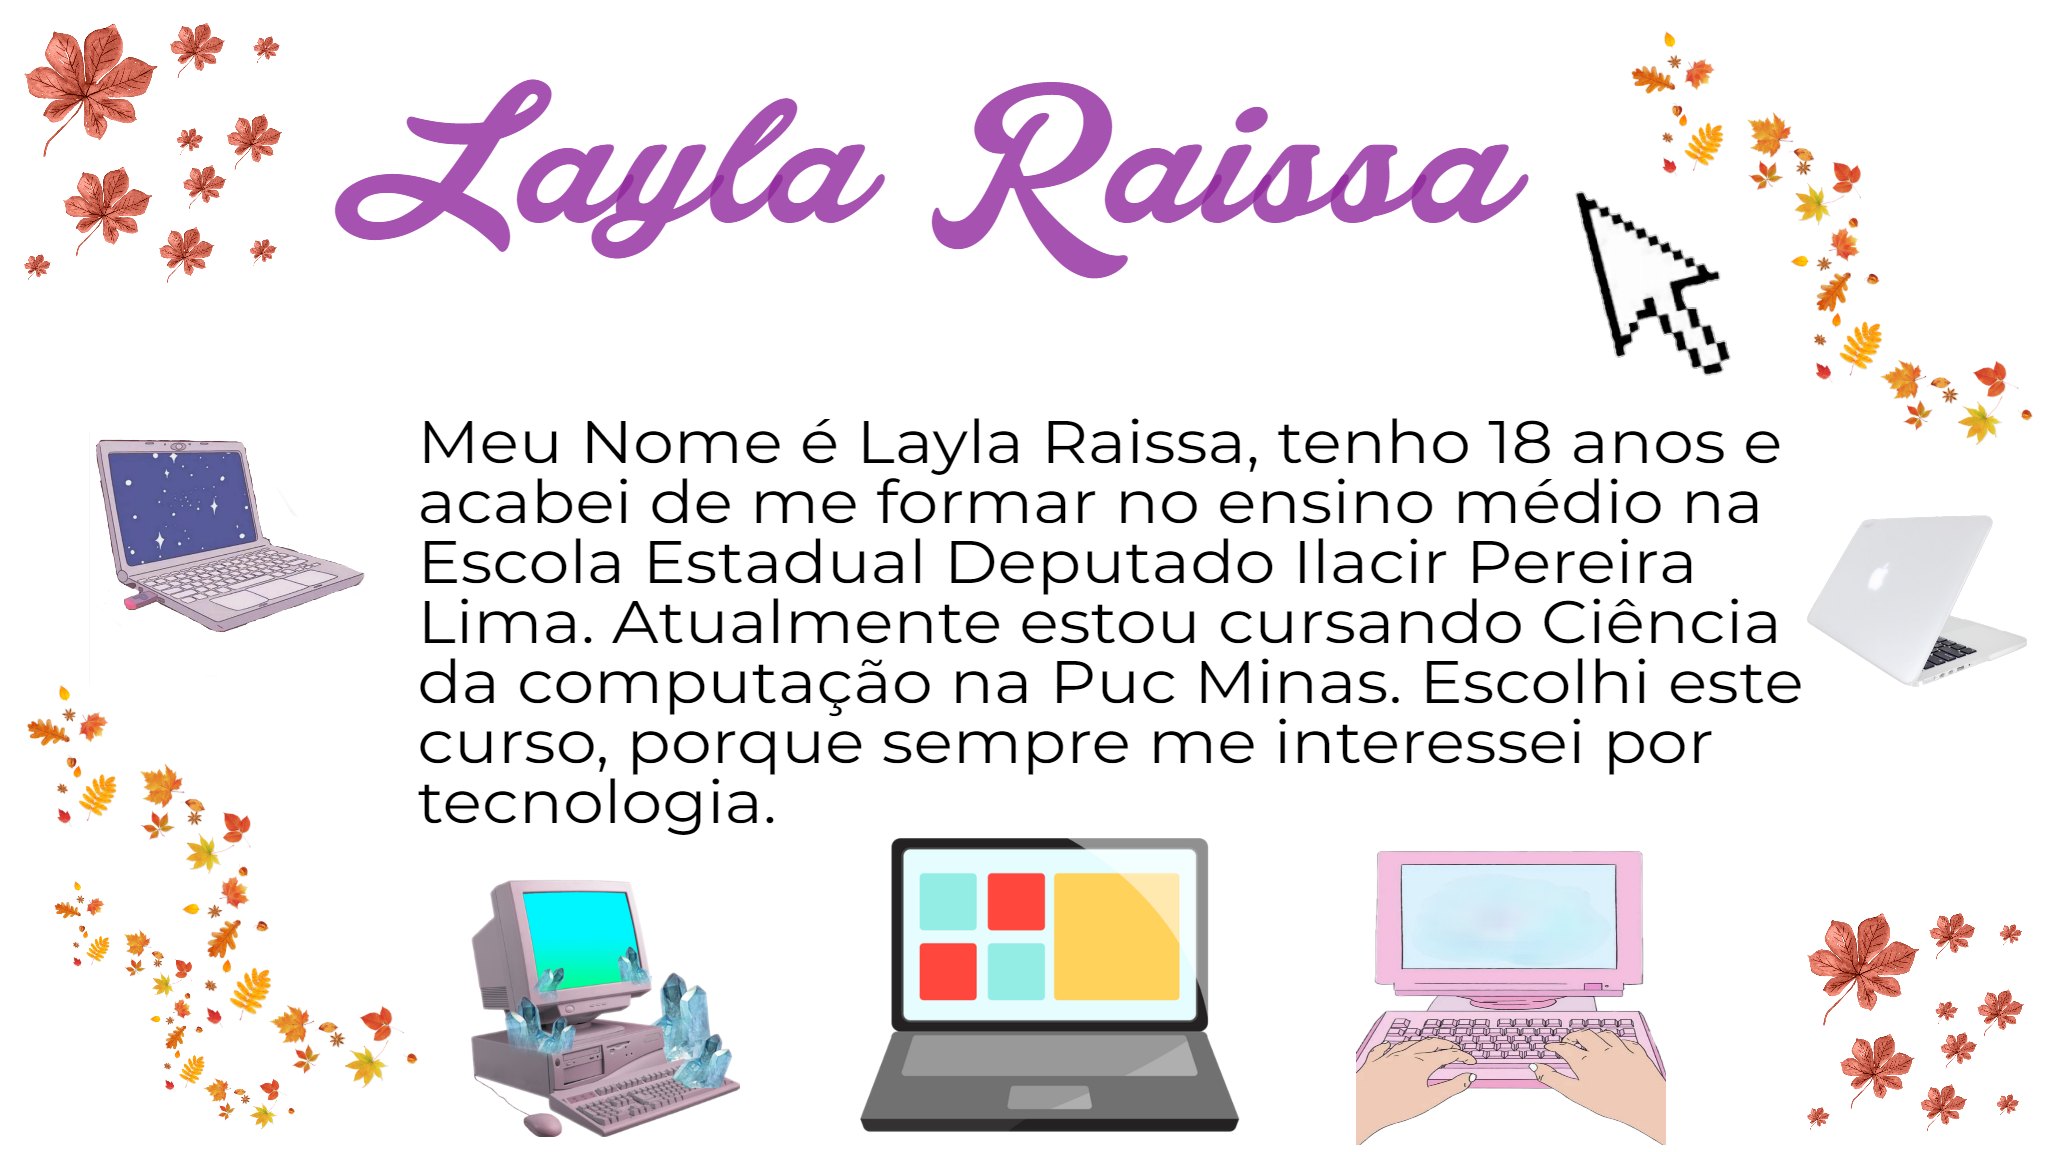 Layla Raissa
Meu Nome é Layla Raissa, tenho 18 anos e
acabei de me formar no ensino médio na
Escola Estadual Deputado Ilacir Pereira
Lima. Atualmente estou cursando Ciência
da computação na Puc Minas. Escolhi este
curso, porque sempre me interessei por
tecnologia.